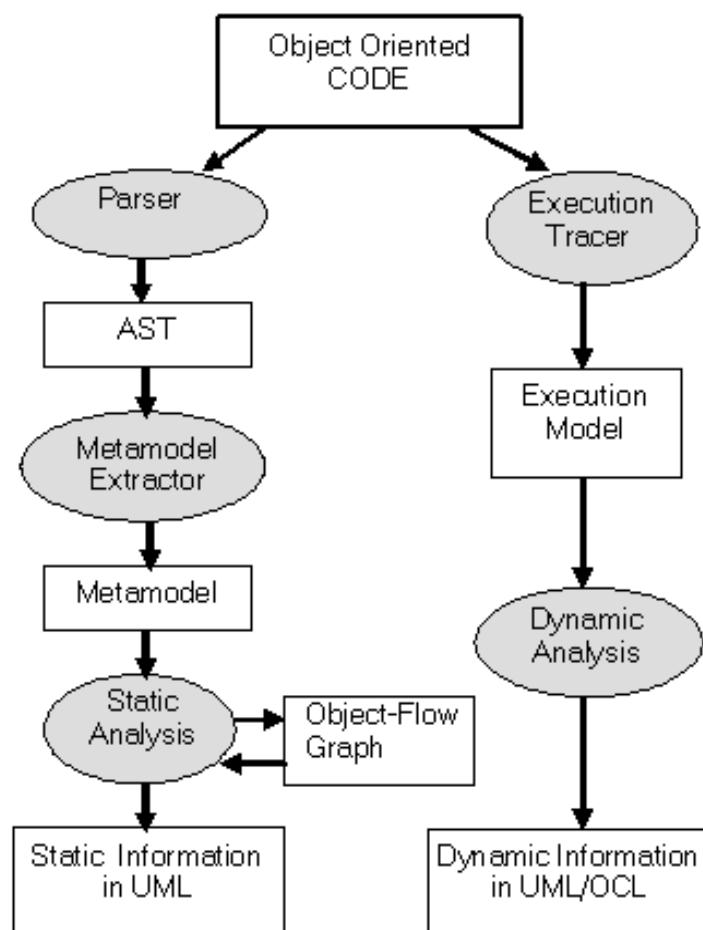 Object Oriented
CODE
Parser
Execution
Tracer
AST
Execution
Model
Metamodel
Extractor
Metamodel
Dynamic
Analysis
Static
Analysis
Object-Flow
Graph
Static Information
in UML
Dynamic Information
in UML/OCL